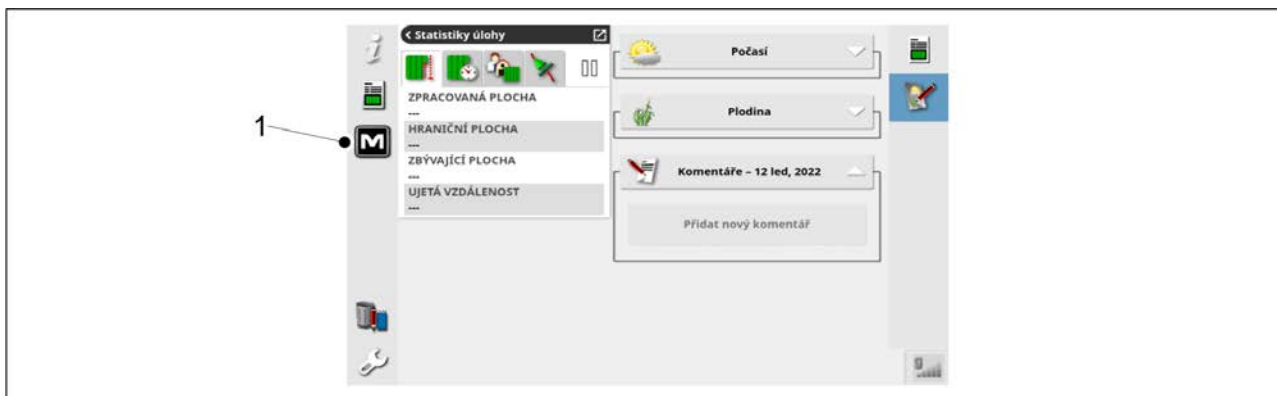 1
M
< Statistiky úlohy
ZPRACOVANÁ PLOCHA
---
HRANIČNÍ PLOCHA
---
ZBÝVAJÍCÍ PLOCHA
---
UJETÁ VZDÁLENOST
---
Počasí
Plodina
Komentáře – 12 led, 2022
Přidat nový komentář